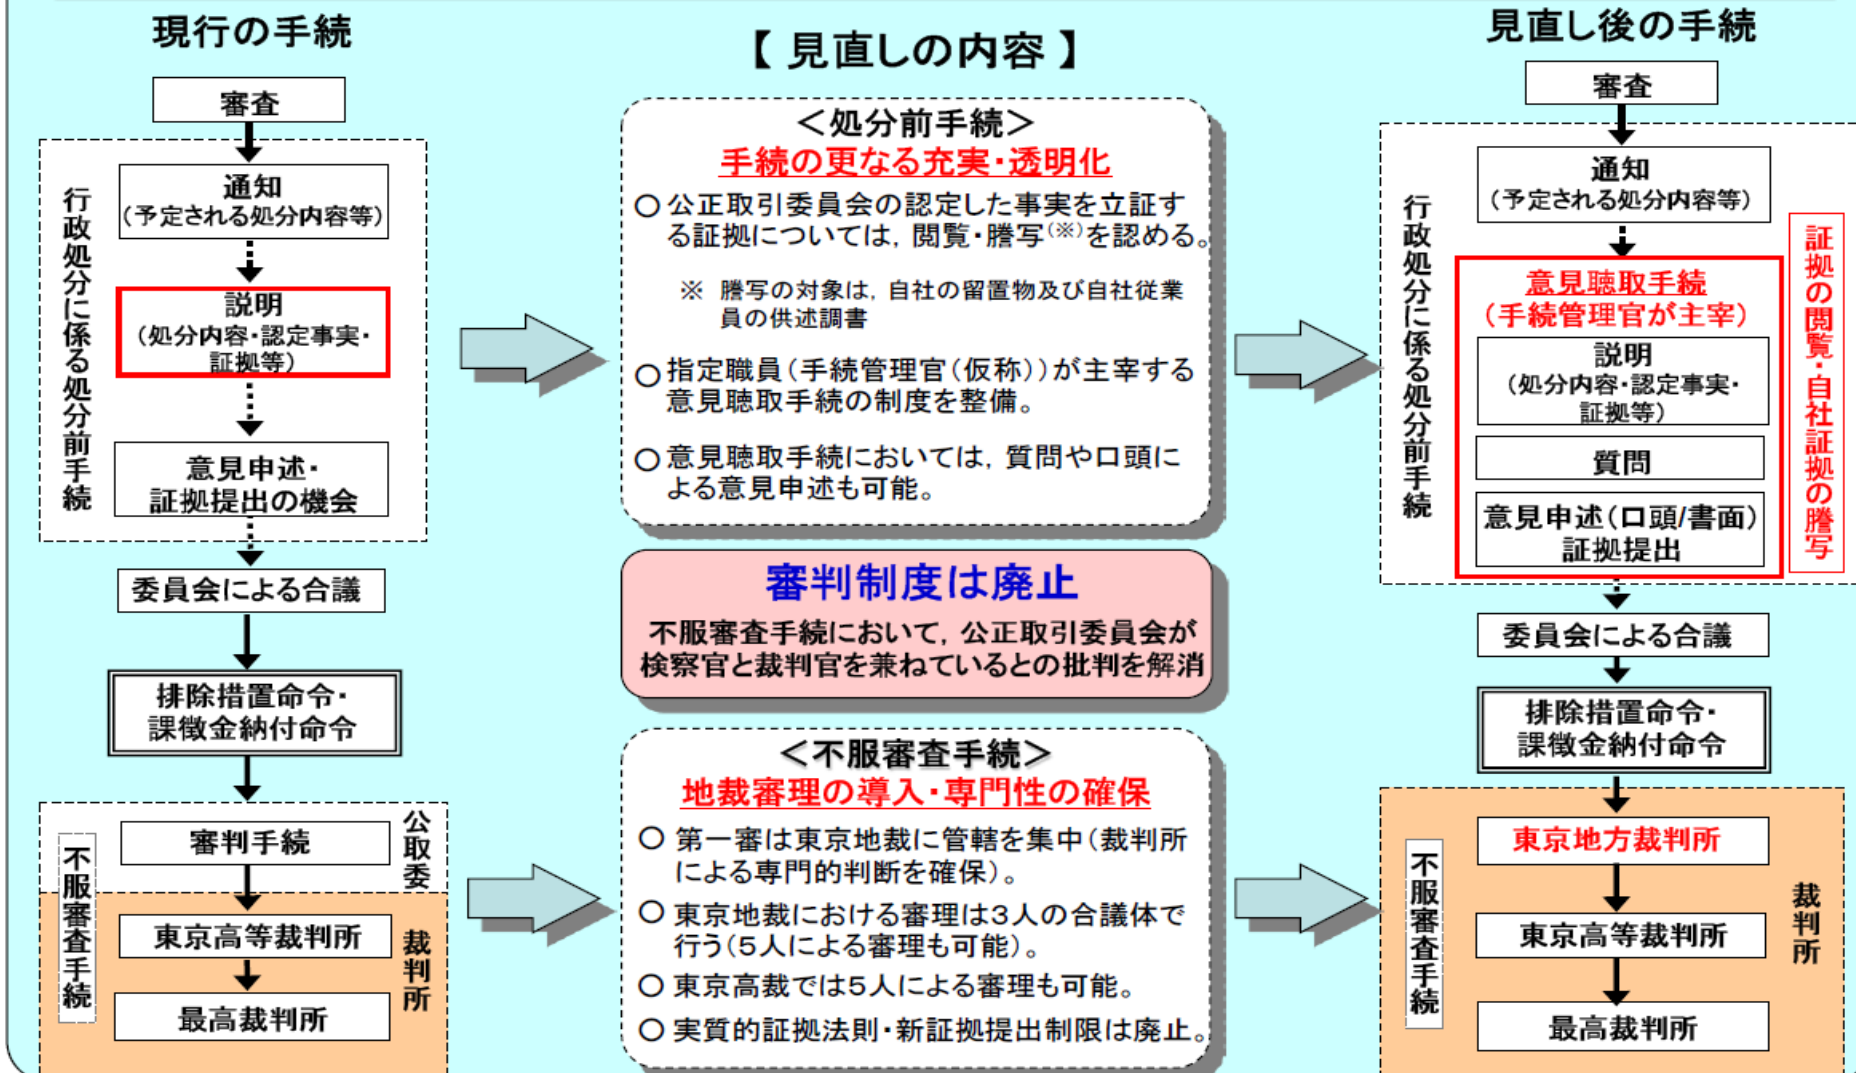 現行の手続
審査
行政処分に係る処分前手続
通知
(予定される処分内容等)
説明
(処分内容・認定事実・
証拠等)
意見申述・
証拠提出の機会
委員会による合議
排除措置命令・
課徴金納付命令
不服審査手続
審判手続
公取委
東京高等裁判所
最高裁判所
裁判所
【 見直しの内容 】
＜処分前手続＞
手続の更なる充実・透明化
○ 公正取引委員会の認定した事実を立証す
る証拠については，閲覧・謄写(※)を認める。
※ 謄写の対象は，自社の留置物及び自社従業
員の供述調書
○ 指定職員(手続管理官(仮称))が主宰する
意見聴取手続の制度を整備。
○ 意見聴取手続においては，質問や口頭に
よる意見申述も可能。
審判制度は廃止
不服審査手続において，公正取引委員会が
検察官と裁判官を兼ねているとの批判を解消
＜不服審査手続＞
地裁審理の導入・専門性の確保
○ 第一審は東京地裁に管轄を集中(裁判所
による専門的判断を確保)。
○ 東京地裁における審理は３人の合議体で
行う(５人による審理も可能)。
○ 東京高裁では５人による審理も可能。
○ 実質的証拠法則・新証拠提出制限は廃止。
見直し後の手続
審査
行政処分に係る処分前手続
通知
(予定される処分内容等)
意見聴取手続
(手続管理官が主宰)
説明
(処分内容・認定事実・
証拠等)
質問
意見申述(口頭/書面)
証拠提出
証拠の閲覧・自社証拠の謄写
委員会による合議
排除措置命令・
課徴金納付命令
不服審査手続
東京地方裁判所
東京高等裁判所
最高裁判所
裁判所